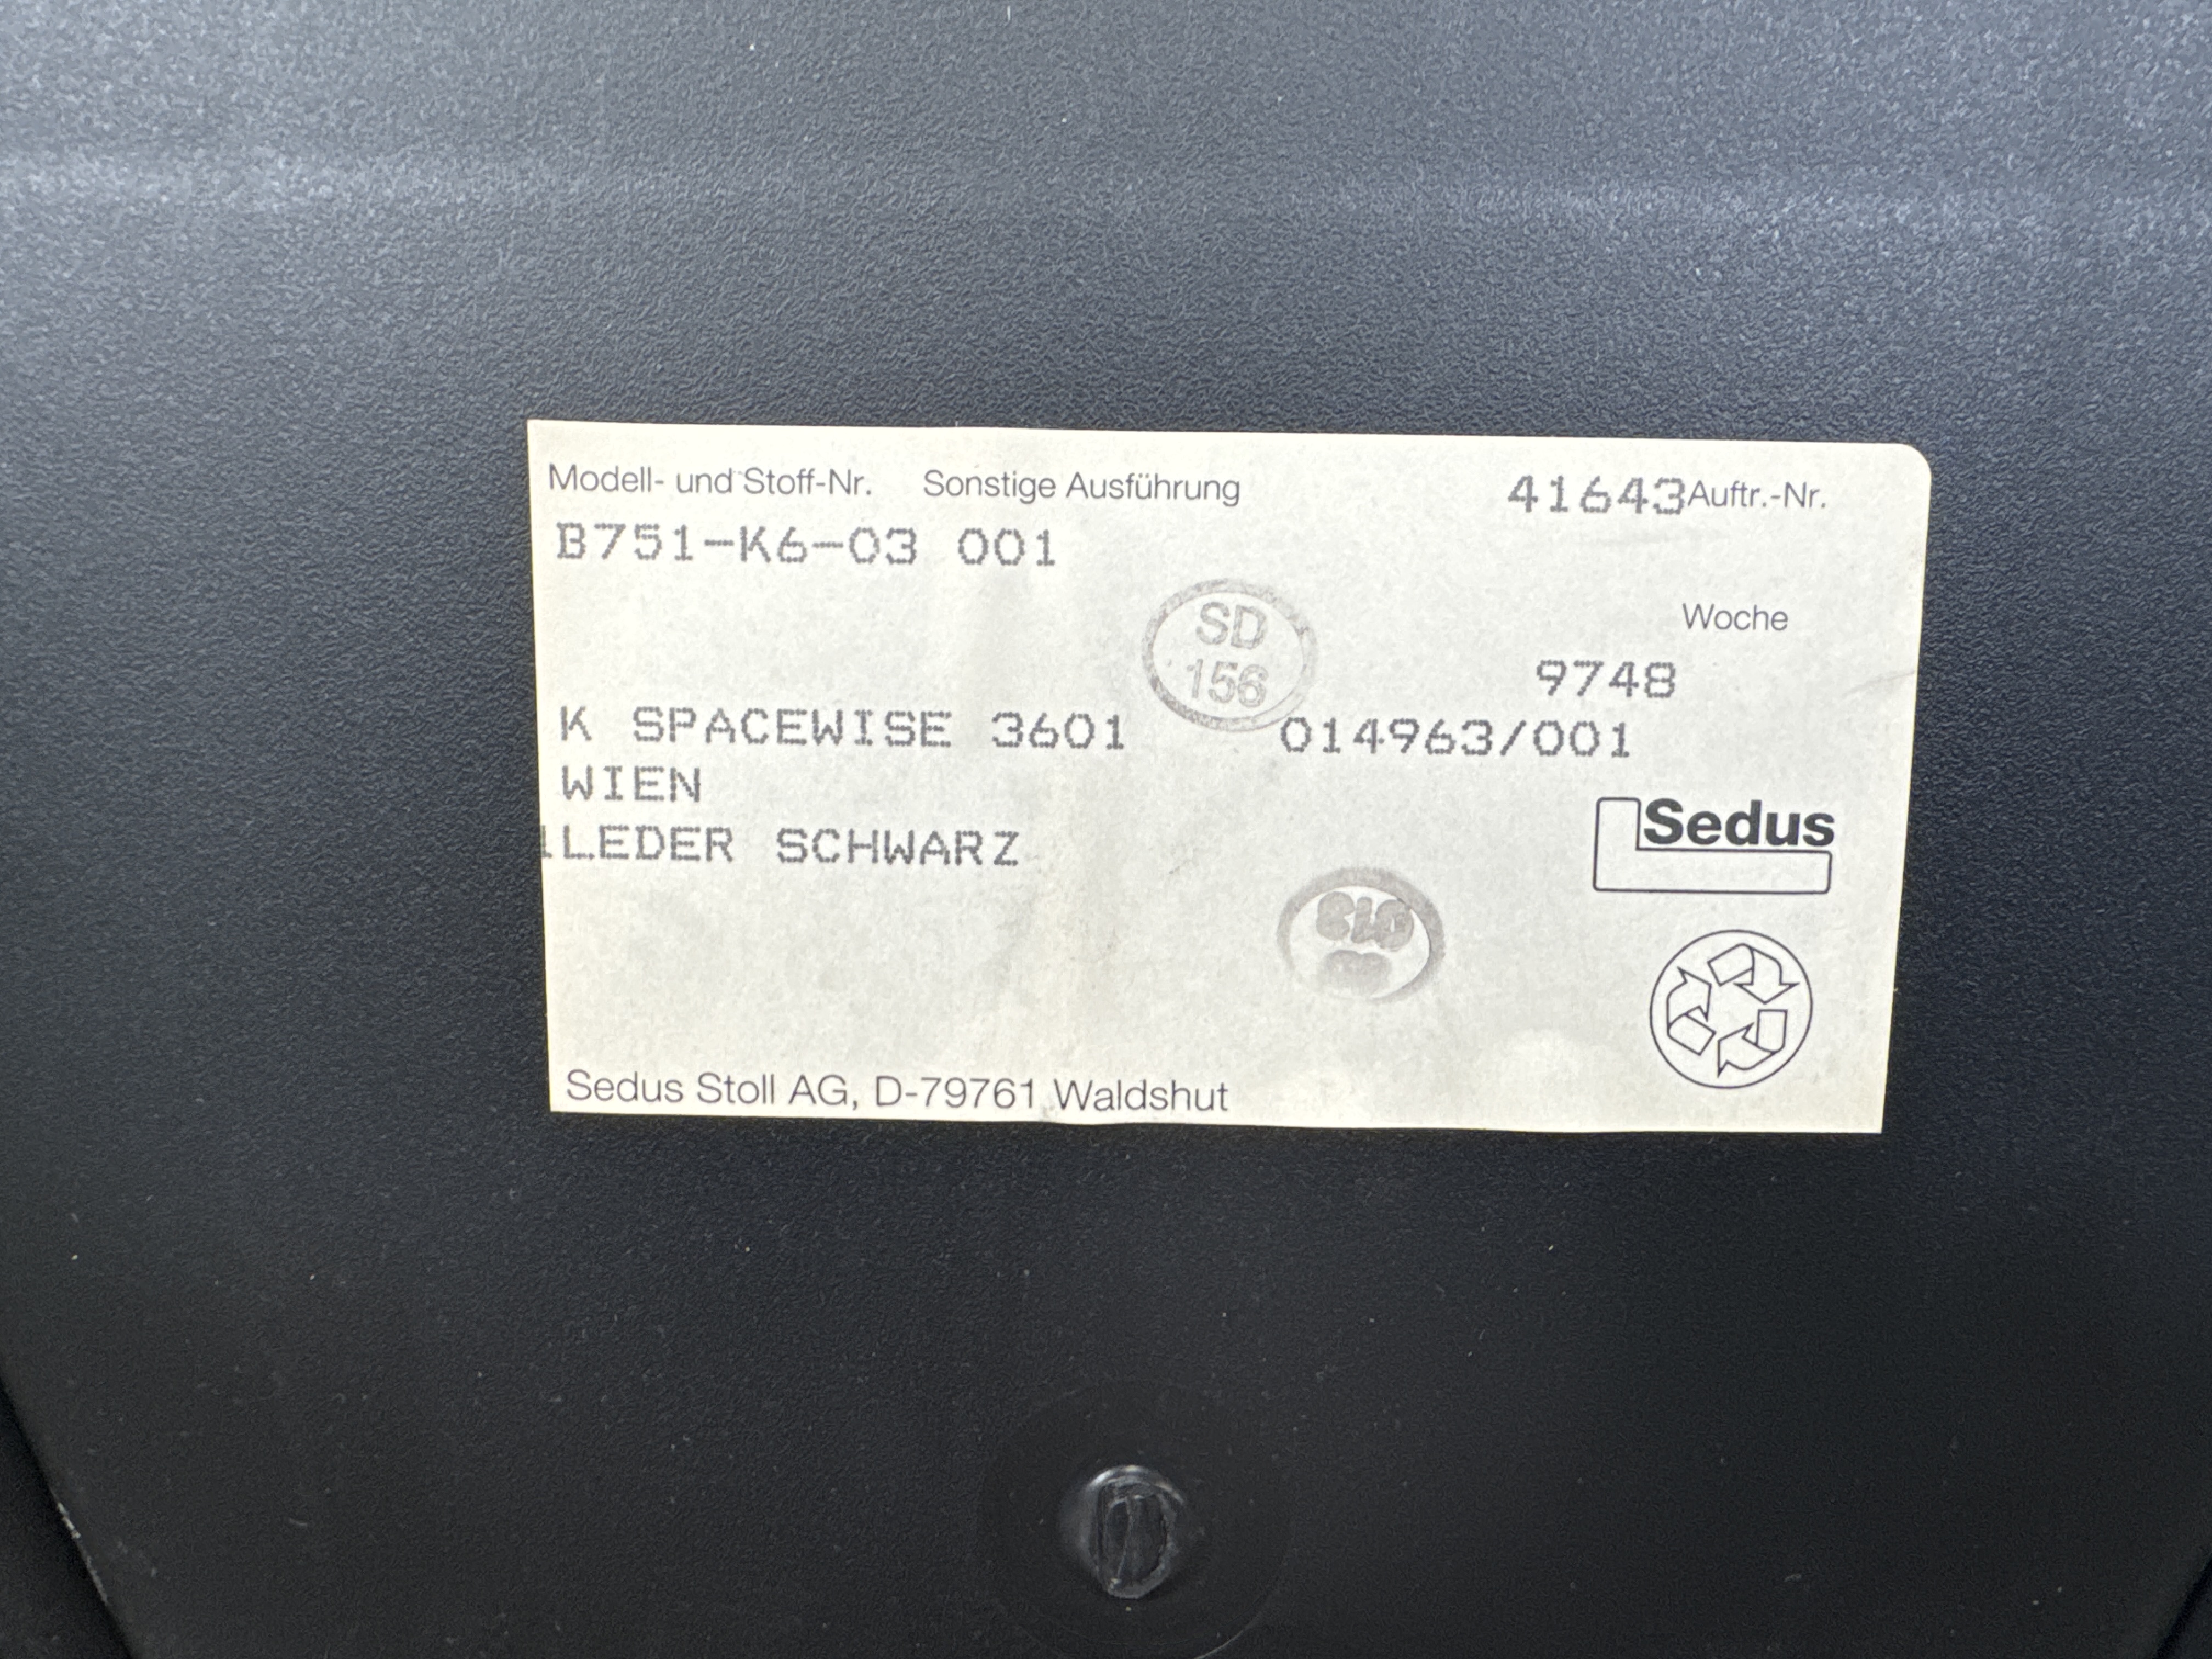 Modell- und Stoff-Nr. Sonstige Ausführung 41643 Auftr.-Nr.
B751-K6-03 001
Woche
SD
156
9748
K SPACEWISE 3601 014963/001
WIEN
LEDER SCHWARZ
Sedus
Sedus Stoll AG, D-79761 Waldshut